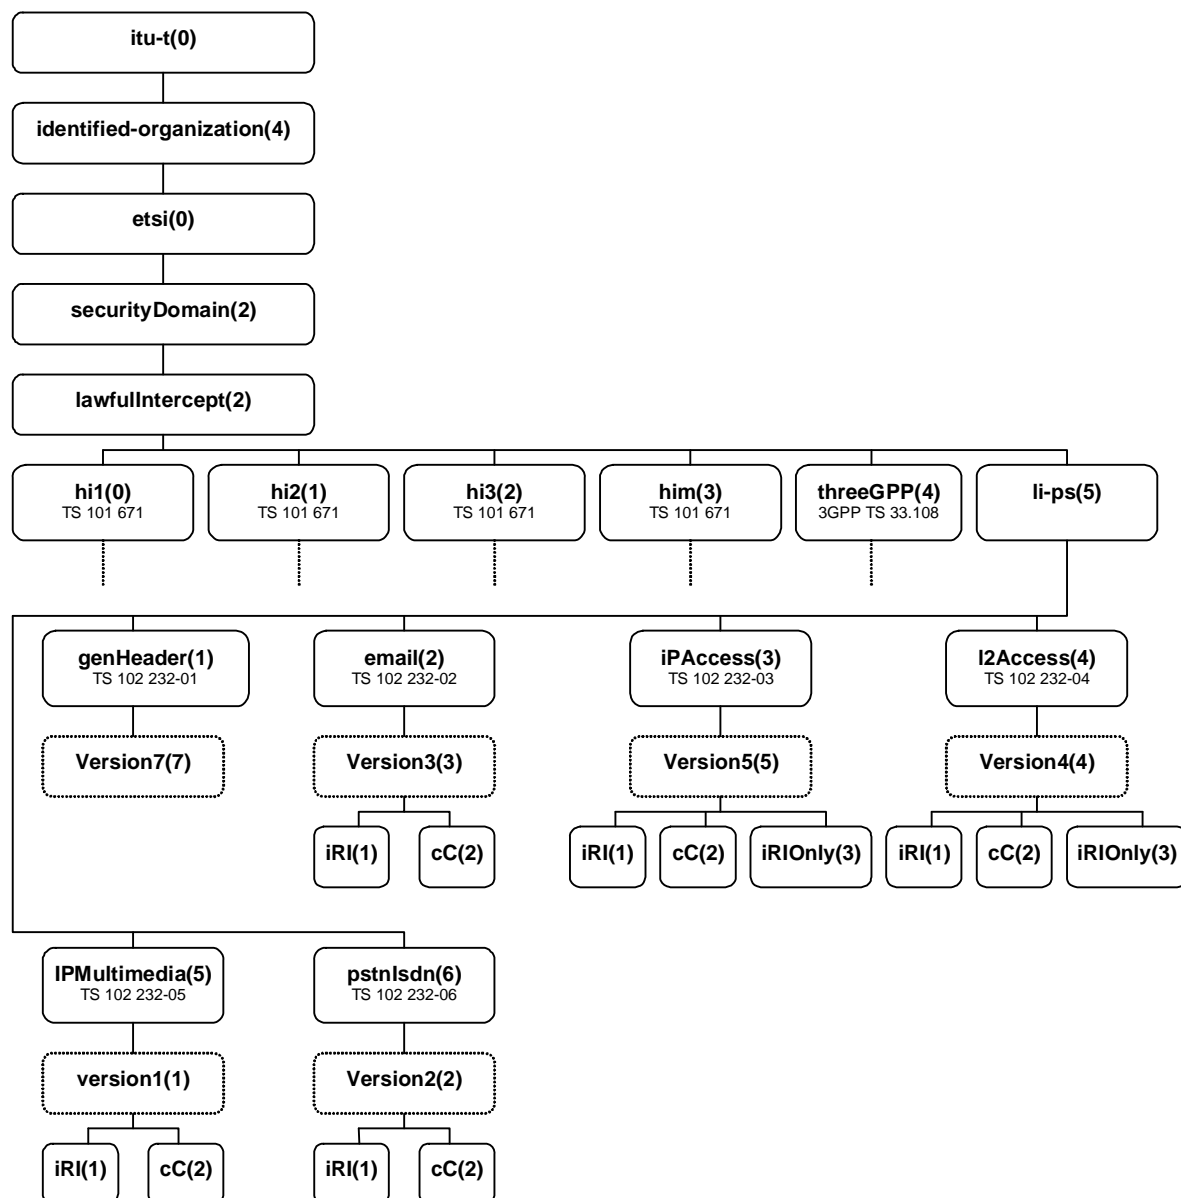 itu-t(0)
identified-organization(4)
etsi(0)
securityDomain(2)
lawfulIntercept(2)
hi1(0)
TS 101 671
hi2(1)
TS 101 671
hi3(2)
TS 101 671
him(3)
TS 101 671
threeGPP(4)
3GPP TS 33.108
li-ps(5)
genHeader(1)
TS 102 232-01
email(2)
TS 102 232-02
iPAccess(3)
TS 102 232-03
l2Access(4)
TS 102 232-04
Version7(7)
Version3(3)
Version5(5)
Version4(4)
iRI(1)
cC(2)
iRI(1)
cC(2)
iRIOnly(3)
iRI(1)
cC(2)
iRIOnly(3)
IPMultimedia(5)
TS 102 232-05
pstnIsdn(6)
TS 102 232-06
version1(1)
Version2(2)
iRI(1)
cC(2)
iRI(1)
cC(2)